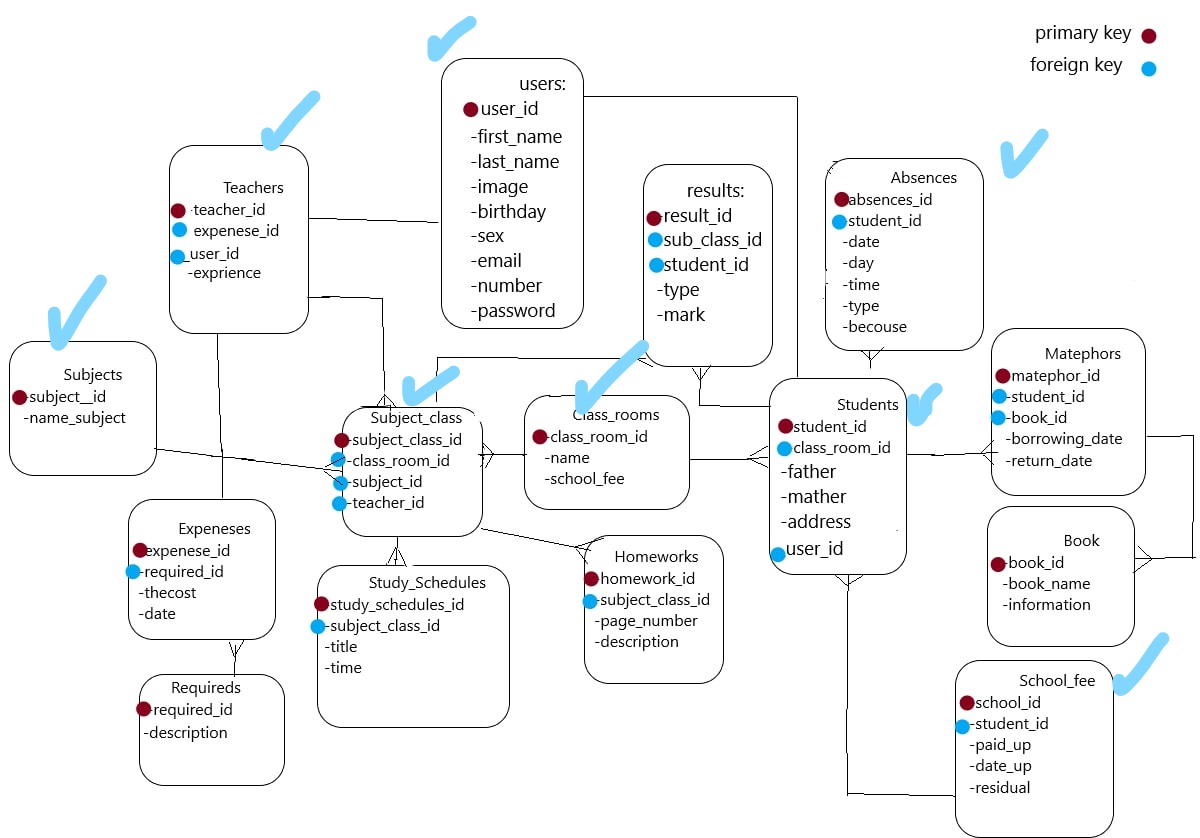 primary key
foreign key
users:
user_id
-first_name
-last_name
-image
-birthday
-sex
-email
-number
-password
Teachers
-teacher_id
expenese_id
_user_id
-exprience
results:
-result_id
-sub_class_id
-student_id
-type
-mark
Absences
absences_id
-student_id
-date
-day
-time
-type
-becouse
Subjects
-subject__id
-name_subject
Subject_class
-subject_class_id
-class_room_id
-subject_id
-teacher_id
Class_rooms
-class_room_id
-name
-school_fee
Students
-student_id
class_room_id
-father
-mather
-address
_user_id
Matephors
-matephor_id
-student_id
-book_id
-borrowing_date
-return_date
Expeneses
expenese_id
-required_id
-thecost
-date
Study_Schedules
study_schedules_id
-subject_class_id
-title
-time
Homeworks
-homework_id
-subject_class_id
-page_number
-description
Book
-book_id
-book_name
-information
Requireds
-required_id
-description
School_fee
school_id
-student_id
-paid_up
-date_up
-residual